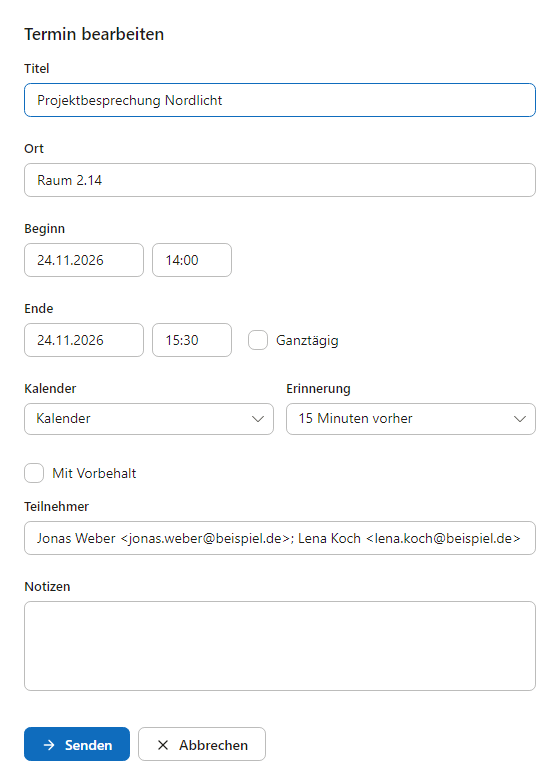 Termin bearbeiten
Titel
Projektbesprechung Nordlicht
Ort
Raum 2.14
Beginn
24.11.2026 14:00
Ende
24.11.2026 15:30 Ganztägig
Kalender Erinnerung
Kalender 15 Minuten vorher
Mit Vorbehalt
Teilnehmer
Jonas Weber <jonas.weber@beispiel.de>; Lena Koch <lena.koch@beispiel.de>
Notizen
Senden Abbrechen